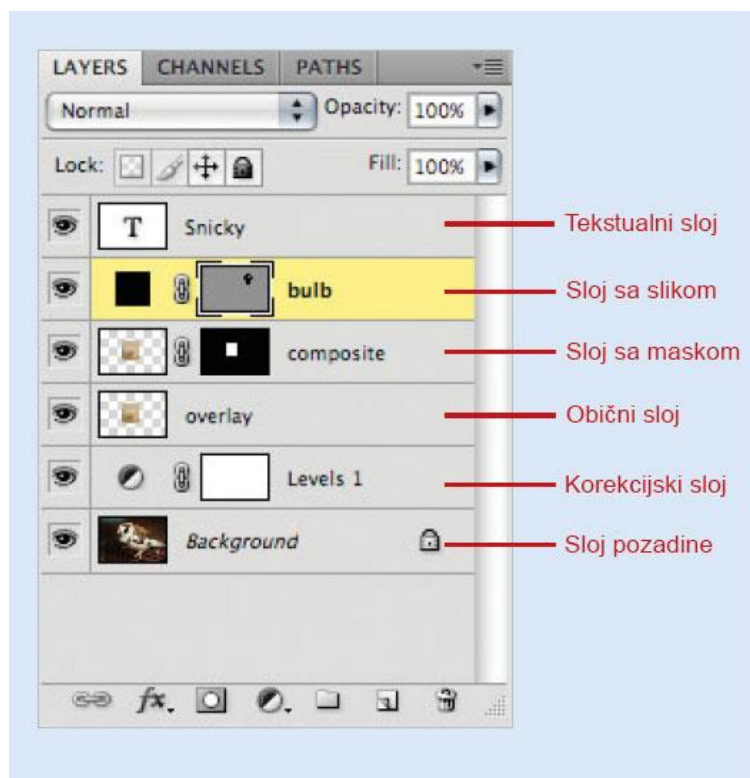 LAYERS CHANNELS PATHS
Normal Opacity: 100%
Lock: Fill: 100%
T Snicky Tekstualni sloj
bulb Sloj sa slikom
composite Sloj sa maskom
overlay Obični sloj
Levels 1 Korekcijski sloj
Background Sloj pozadine
fx.